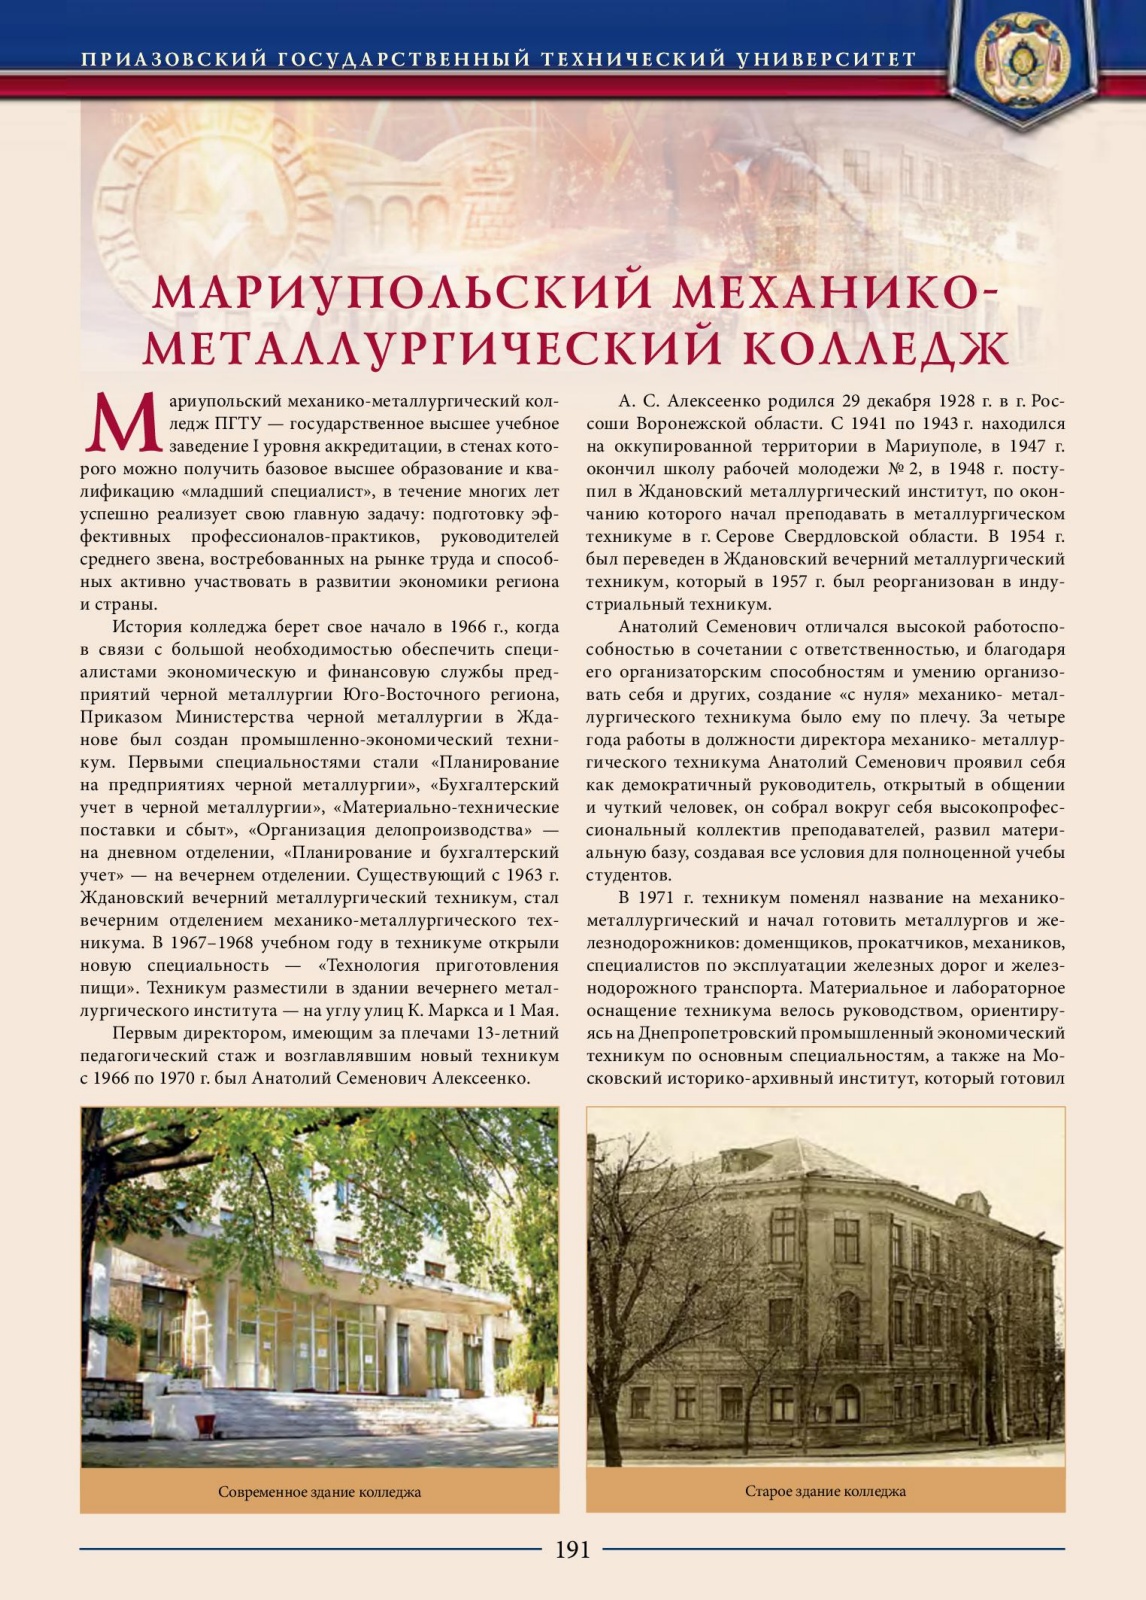 ПРИАЗОВСКИЙ ГОСУДАРСТВЕННЫЙ ТЕХНИЧЕСКИЙ УНИВЕРСИТЕТ
ЖДАНОВСКИЙ
МАРИУПОЛЬСКИЙ МЕХАНИКО-
МЕТАЛЛУРГИЧЕСКИЙ КОЛЛЕДЖ
Мариупольский механико-металлургический кол-
ледж ПГТУ — государственное высшее учебное
заведение I уровня аккредитации, в стенах кото-
рого можно получить базовое высшее образование и ква-
лификацию «младший специалист», в течение многих лет
успешно реализует свою главную задачу: подготовку эф-
фективных профессионалов-практиков, руководителей
среднего звена, востребованных на рынке труда и способ-
ных активно участвовать в развитии экономики региона
и страны.
История колледжа берет свое начало в 1966 г., когда
в связи с большой необходимостью обеспечить специ-
алистами экономическую и финансовую службы пред-
приятий черной металлургии Юго-Восточного региона,
Приказом Министерства черной металлургии в Жда-
нове был создан промышленно-экономический техни-
кум. Первыми специальностями стали «Планирование
на предприятиях черной металлургии», «Бухгалтерский
учет в черной металлургии», «Материально-технические
поставки и сбыт», «Организация делопроизводства» —
на дневном отделении, «Планирование и бухгалтерский
учет» — на вечернем отделении. Существующий с 1963 г.
Ждановский вечерний металлургический техникум, стал
вечерним отделением механико-металлургического тех-
никума. В 1967–1968 учебном году в техникуме открыли
новую специальность — «Технология приготовления
пищи». Техникум разместили в здании вечернего метал-
лургического института — на углу улиц К. Маркса и 1 Мая.
Первым директором, имеющим за плечами 13-летний
педагогический стаж и возглавлявшим новый техникум
с 1966 по 1970 г. был Анатолий Семенович Алексеенко.
А. С. Алексеенко родился 29 декабря 1928 г. в г. Рос-
соши Воронежской области. С 1941 по 1943 г. находился
на оккупированной территории в Мариуполе, в 1947 г.
окончил школу рабочей молодежи № 2, в 1948 г. посту-
пил в Ждановский металлургический институт, по окон-
чанию которого начал преподавать в металлургическом
техникуме в г. Серове Свердловской области. В 1954 г.
был переведен в Ждановский вечерний металлургический
техникум, который в 1957 г. был реорганизован в инду-
стриальный техникум.
Анатолий Семенович отличался высокой работоспо-
собностью в сочетании с ответственностью, и благодаря
его организаторским способностям и умению организо-
вать себя и других, создание «с нуля» механико- метал-
лургического техникума было ему по плечу. За четыре
года работы в должности директора механико- металлур-
гического техникума Анатолий Семенович проявил себя
как демократичный руководитель, открытый в общении
и чуткий человек, он собрал вокруг себя высокопрофес-
сиональный коллектив преподавателей, развил матери-
альную базу, создавая все условия для полноценной учебы
студентов.
В 1971 г. техникум поменял название на механико-
металлургический и начал готовить металлургов и же-
лезнодорожников: доменщиков, прокатчиков, механиков,
специалистов по эксплуатации железных дорог и желез-
нодорожного транспорта. Материальное и лабораторное
оснащение техникума велось руководством, ориентиру-
ясь на Днепропетровский промышленный экономический
техникум по основным специальностям, а также на Мо-
сковский историко-архивный институт, который готовил
Современное здание колледжа
Старое здание колледжа
191